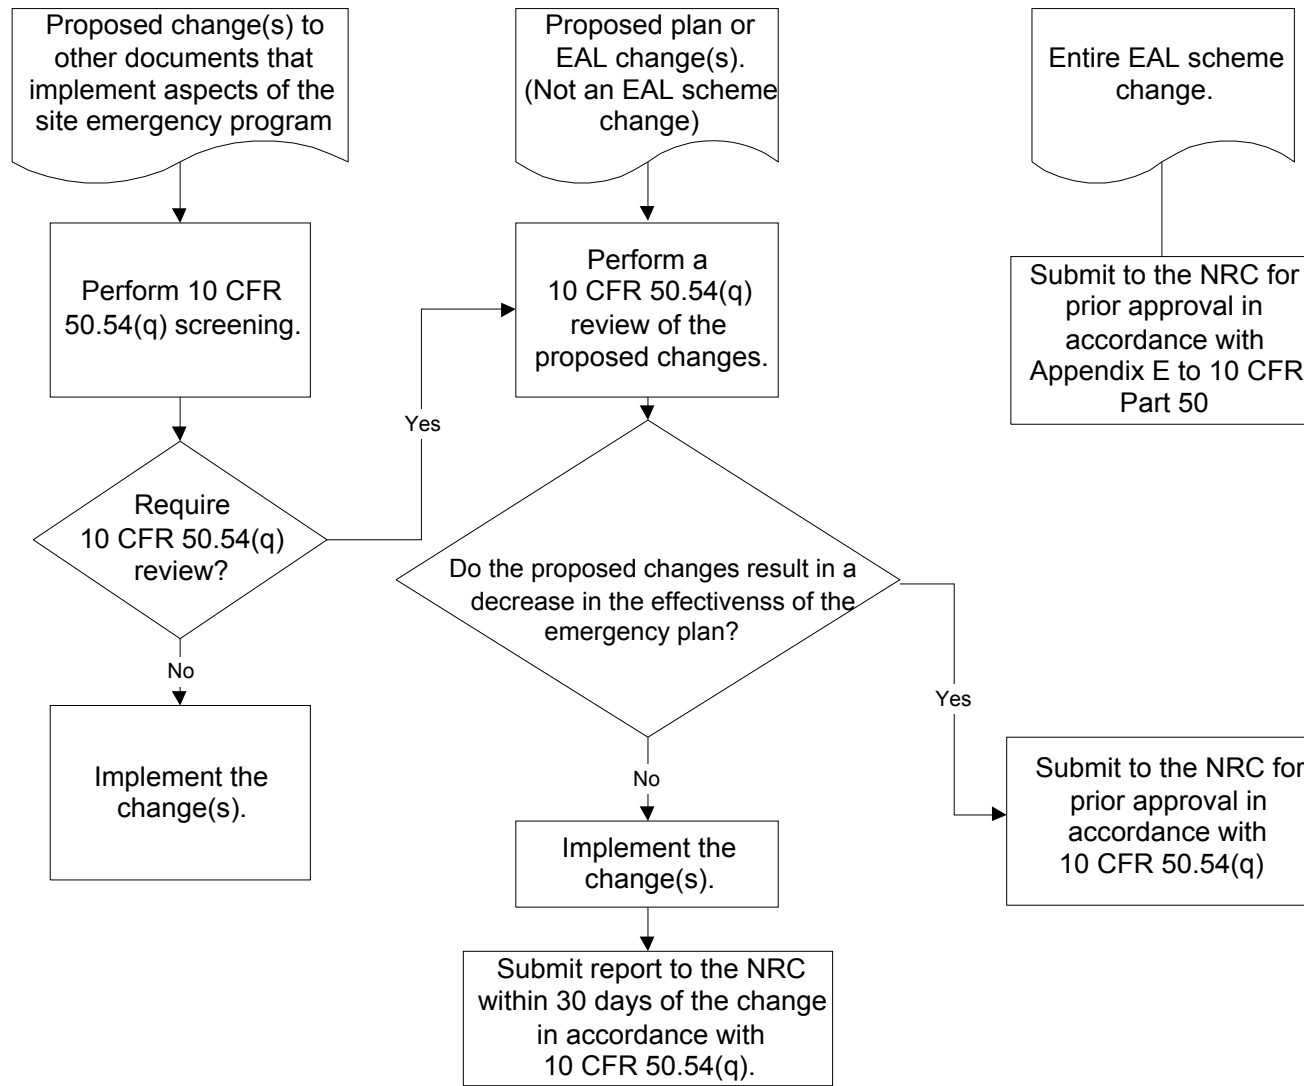 Proposed change(s) to
other documents that
implement aspects of the
site emergency program
Proposed plan or
EAL change(s).
(Not an EAL scheme
change)
Entire EAL scheme
change.
Perform 10 CFR
50.54(q) screening.
Perform a
10 CFR 50.54(q)
review of the
proposed changes.
Submit to the NRC for
prior approval in
accordance with
Appendix E to 10 CFR
Part 50
Yes
Require
10 CFR 50.54(q)
review?
Do the proposed changes result in a
decrease in the effectivenss of the
emergency plan?
No
Yes
Implement the
change(s).
No
Submit to the NRC for
prior approval in
accordance with
10 CFR 50.54(q)
Implement the
change(s).
Submit report to the NRC
within 30 days of the change
in accordance with
10 CFR 50.54(q).